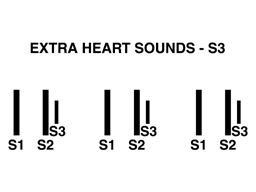 EXTRA HEART SOUNDS - S3
S3 S3 S3
S1 S2 S1 S2 S1 S2